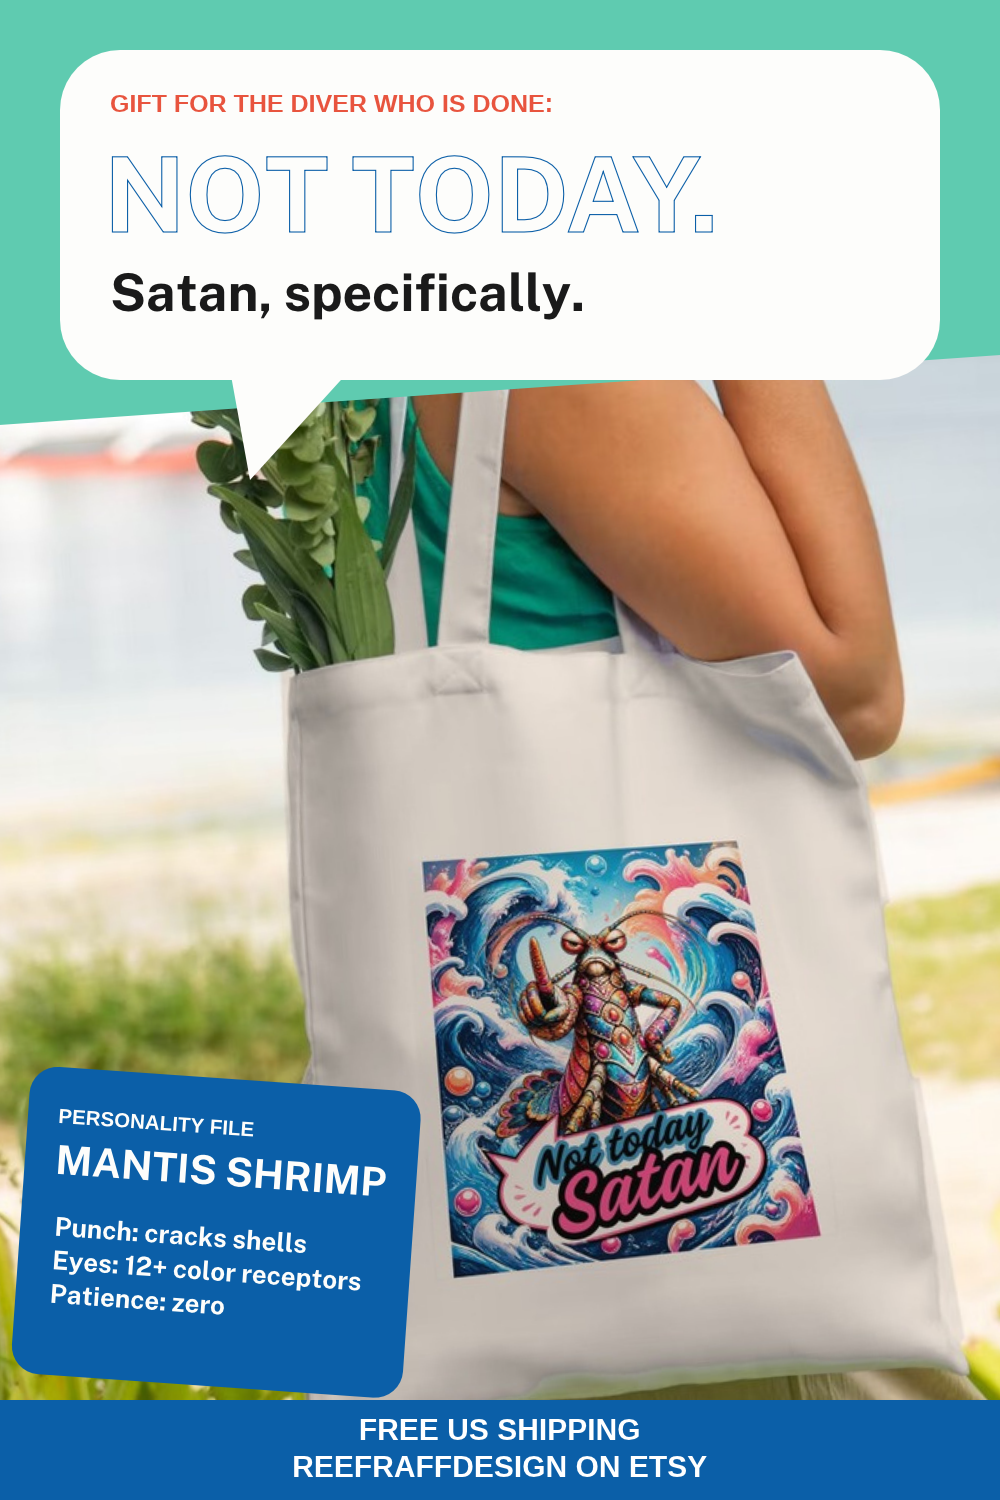 GIFT FOR THE DIVER WHO IS DONE:
NOT TODAY.
Satan, specifically.
Not today
Satan
PERSONALITY FILE
MANTIS SHRIMP
Punch: cracks shells
Eyes: 12+ color receptors
Patience: zero
FREE US SHIPPING
REEFRAFFDESIGN ON ETSY